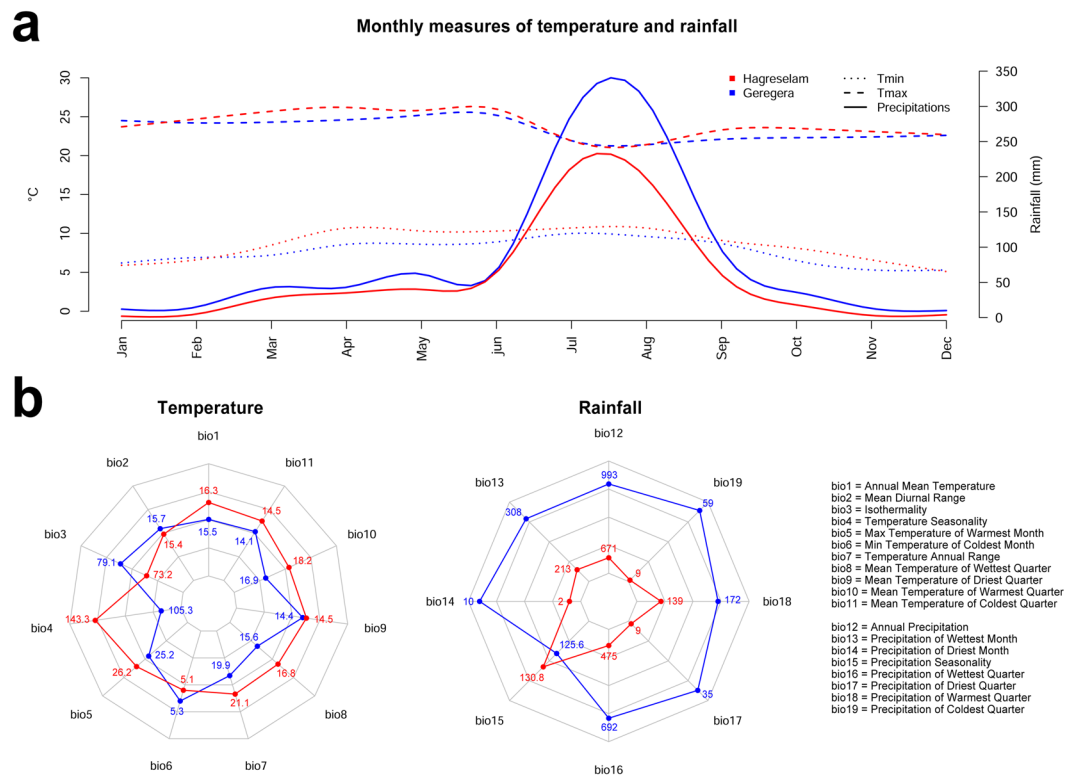 a
Monthly measures of temperature and rainfall
°C
30
25
20
15
10
5
0
Hagreselam
Geregera
Tmin
Tmax
Precipitations
Rainfall (mm)
350
300
250
200
150
100
50
0
Jan
Feb
Mar
Apr
May
jun
Jul
Aug
Sep
Oct
Nov
Dec
b
Temperature
bio1
bio2
bio3
bio4
bio5
bio6
bio7
bio8
bio9
bio10
bio11
16.3
15.5
15.7
15.4
79.1
73.2
143.3
105.3
25.2
26.2
5.1
5.3
19.9
21.1
15.6
16.8
14.4
14.5
16.9
18.2
14.1
14.5
Rainfall
bio12
bio13
bio14
bio15
bio16
bio17
bio18
bio19
993
671
308
213
10
2
125.6
130.8
475
692
9
35
139
172
9
59
bio1 = Annual Mean Temperature
bio2 = Mean Diurnal Range
bio3 = Isothermality
bio4 = Temperature Seasonality
bio5 = Max Temperature of Warmest Month
bio6 = Min Temperature of Coldest Month
bio7 = Temperature Annual Range
bio8 = Mean Temperature of Wettest Quarter
bio9 = Mean Temperature of Driest Quarter
bio10 = Mean Temperature of Warmest Quarter
bio11 = Mean Temperature of Coldest Quarter
bio12 = Annual Precipitation
bio13 = Precipitation of Wettest Month
bio14 = Precipitation of Driest Month
bio15 = Precipitation Seasonality
bio16 = Precipitation of Wettest Quarter
bio17 = Precipitation of Driest Quarter
bio18 = Precipitation of Warmest Quarter
bio19 = Precipitation of Coldest Quarter